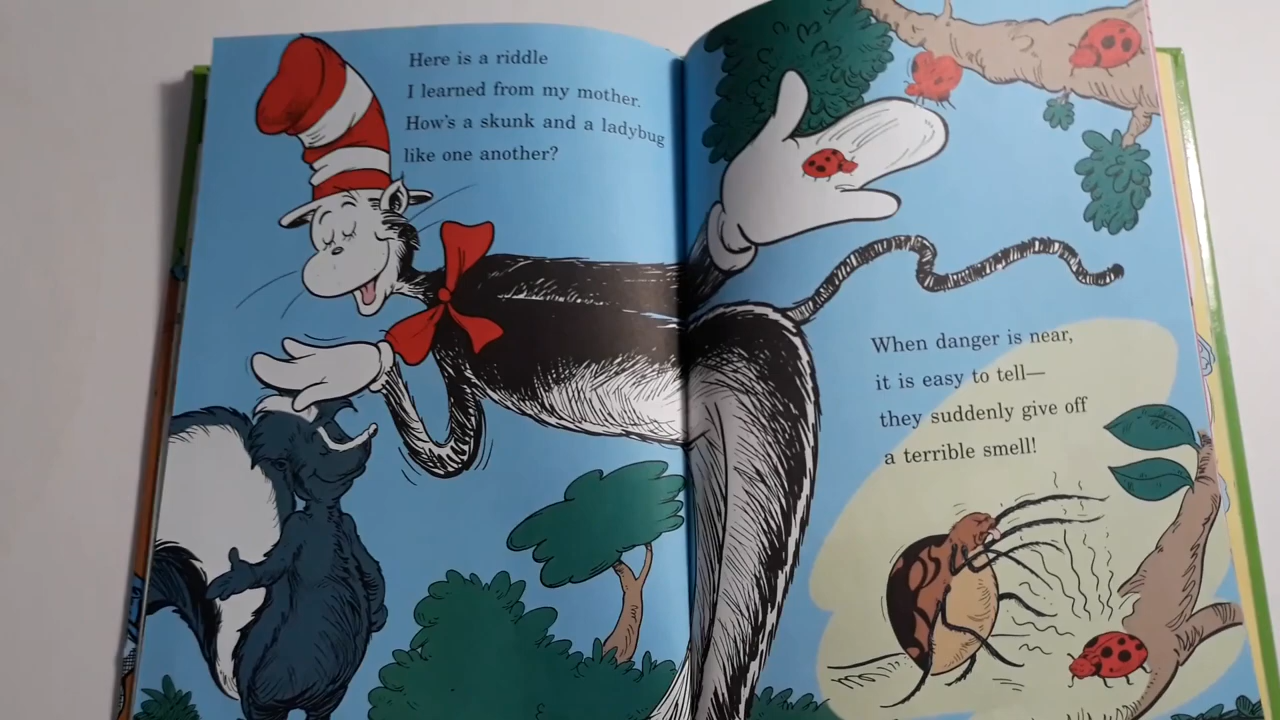 Here is a riddle
I learned from my mother.
How's a skunk and a ladybug
like one another?
When danger is near,
it is easy to tell—
they suddenly give off
a terrible smell!